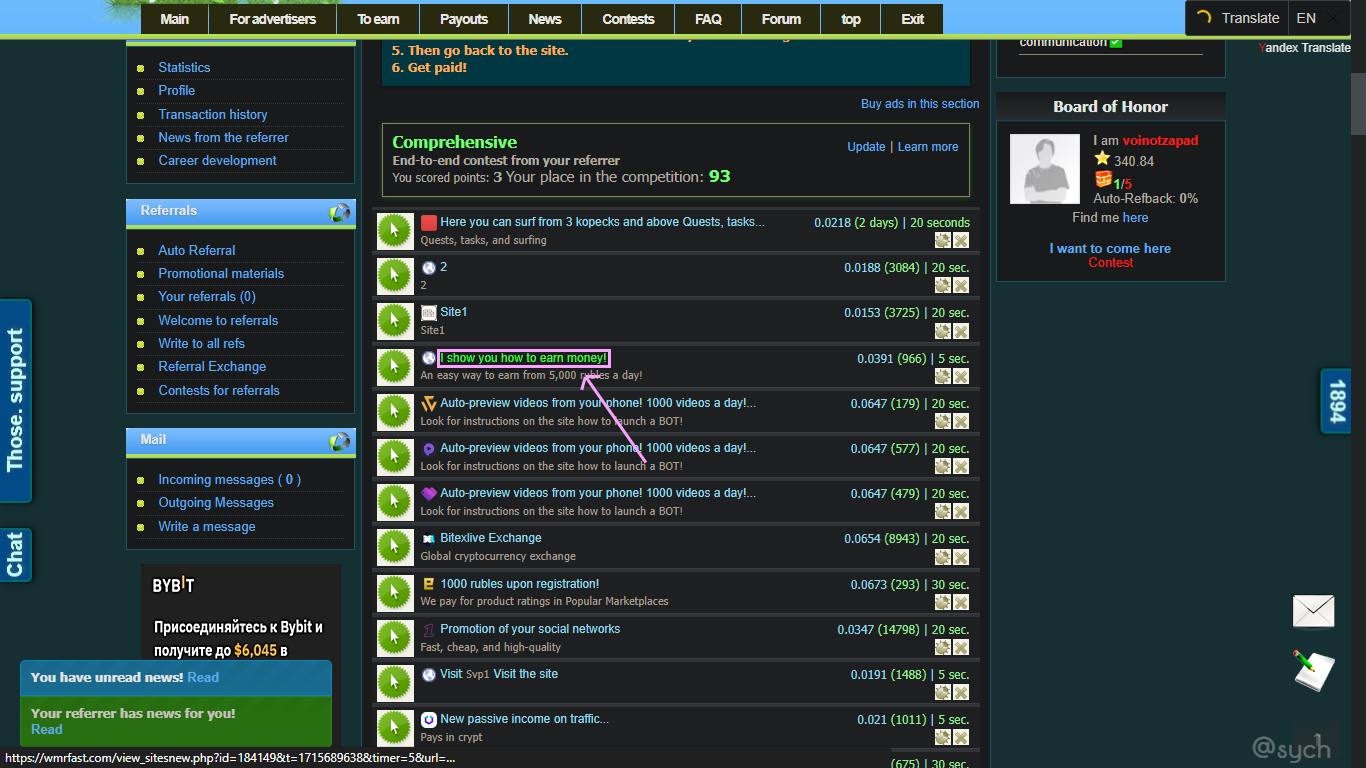 Main For advertisers To earn Payouts News Contests FAQ Forum top Exit
Translate EN
Yandex Translate
Statistics
Profile
Transaction history
News from the referrer
Career development
Referrals
Auto Referral
Promotional materials
Your referrals (0)
Welcome to referrals
Write to all refs
Referral Exchange
Contests for referrals
Mail
Incoming messages ( 0 )
Outgoing Messages
Write a message
Those. support
Chat
BYBIT
Присоединяйтесь к Bybit и
получите до $6,045 в
You have unread news! Read
Your referrer has news for you!
Read
5. Then go back to the site.
6. Get paid!
Buy ads in this section
Comprehensive
End-to-end contest from your referrer
Update | Learn more
You scored points: 3 Your place in the competition: 93
Here you can surf from 3 kopecks and above Quests, tasks... 0.0218 (2 days) | 20 seconds
Quests, tasks, and surfing
2 0.0188 (3084) | 20 sec.
2
Site1 0.0153 (3725) | 20 sec.
Site1
I show you how to earn money! 0.0391 (966) | 5 sec.
An easy way to earn from 5,000 rubles a day!
Auto-preview videos from your phone! 1000 videos a day!... 0.0647 (179) | 20 sec.
Look for instructions on the site how to launch a BOT!
Auto-preview videos from your phone! 1000 videos a day!... 0.0647 (577) | 20 sec.
Look for instructions on the site how to launch a BOT!
Auto-preview videos from your phone! 1000 videos a day!... 0.0647 (479) | 20 sec.
Look for instructions on the site how to launch a BOT!
Bitexlive Exchange 0.0654 (8943) | 20 sec.
Global cryptocurrency exchange
1000 rubles upon registration! 0.0673 (293) | 30 sec.
We pay for product ratings in Popular Marketplaces
Promotion of your social networks 0.0347 (14798) | 20 sec.
Fast, cheap, and high-quality
Visit Svp1 Visit the site 0.0191 (1488) | 5 sec.
New passive income on traffic... 0.021 (1011) | 5 sec.
Pays in crypt
(675) | 30 sec.
communication
Board of Honor
I am voinotzapad
340.84
1/5
Auto-Refback: 0%
Find me here
I want to come here
Contest
1894
@sych
https://wmrfast.com/view_sitesnew.php?id=184149&t=1715689638&timer=5&url=...